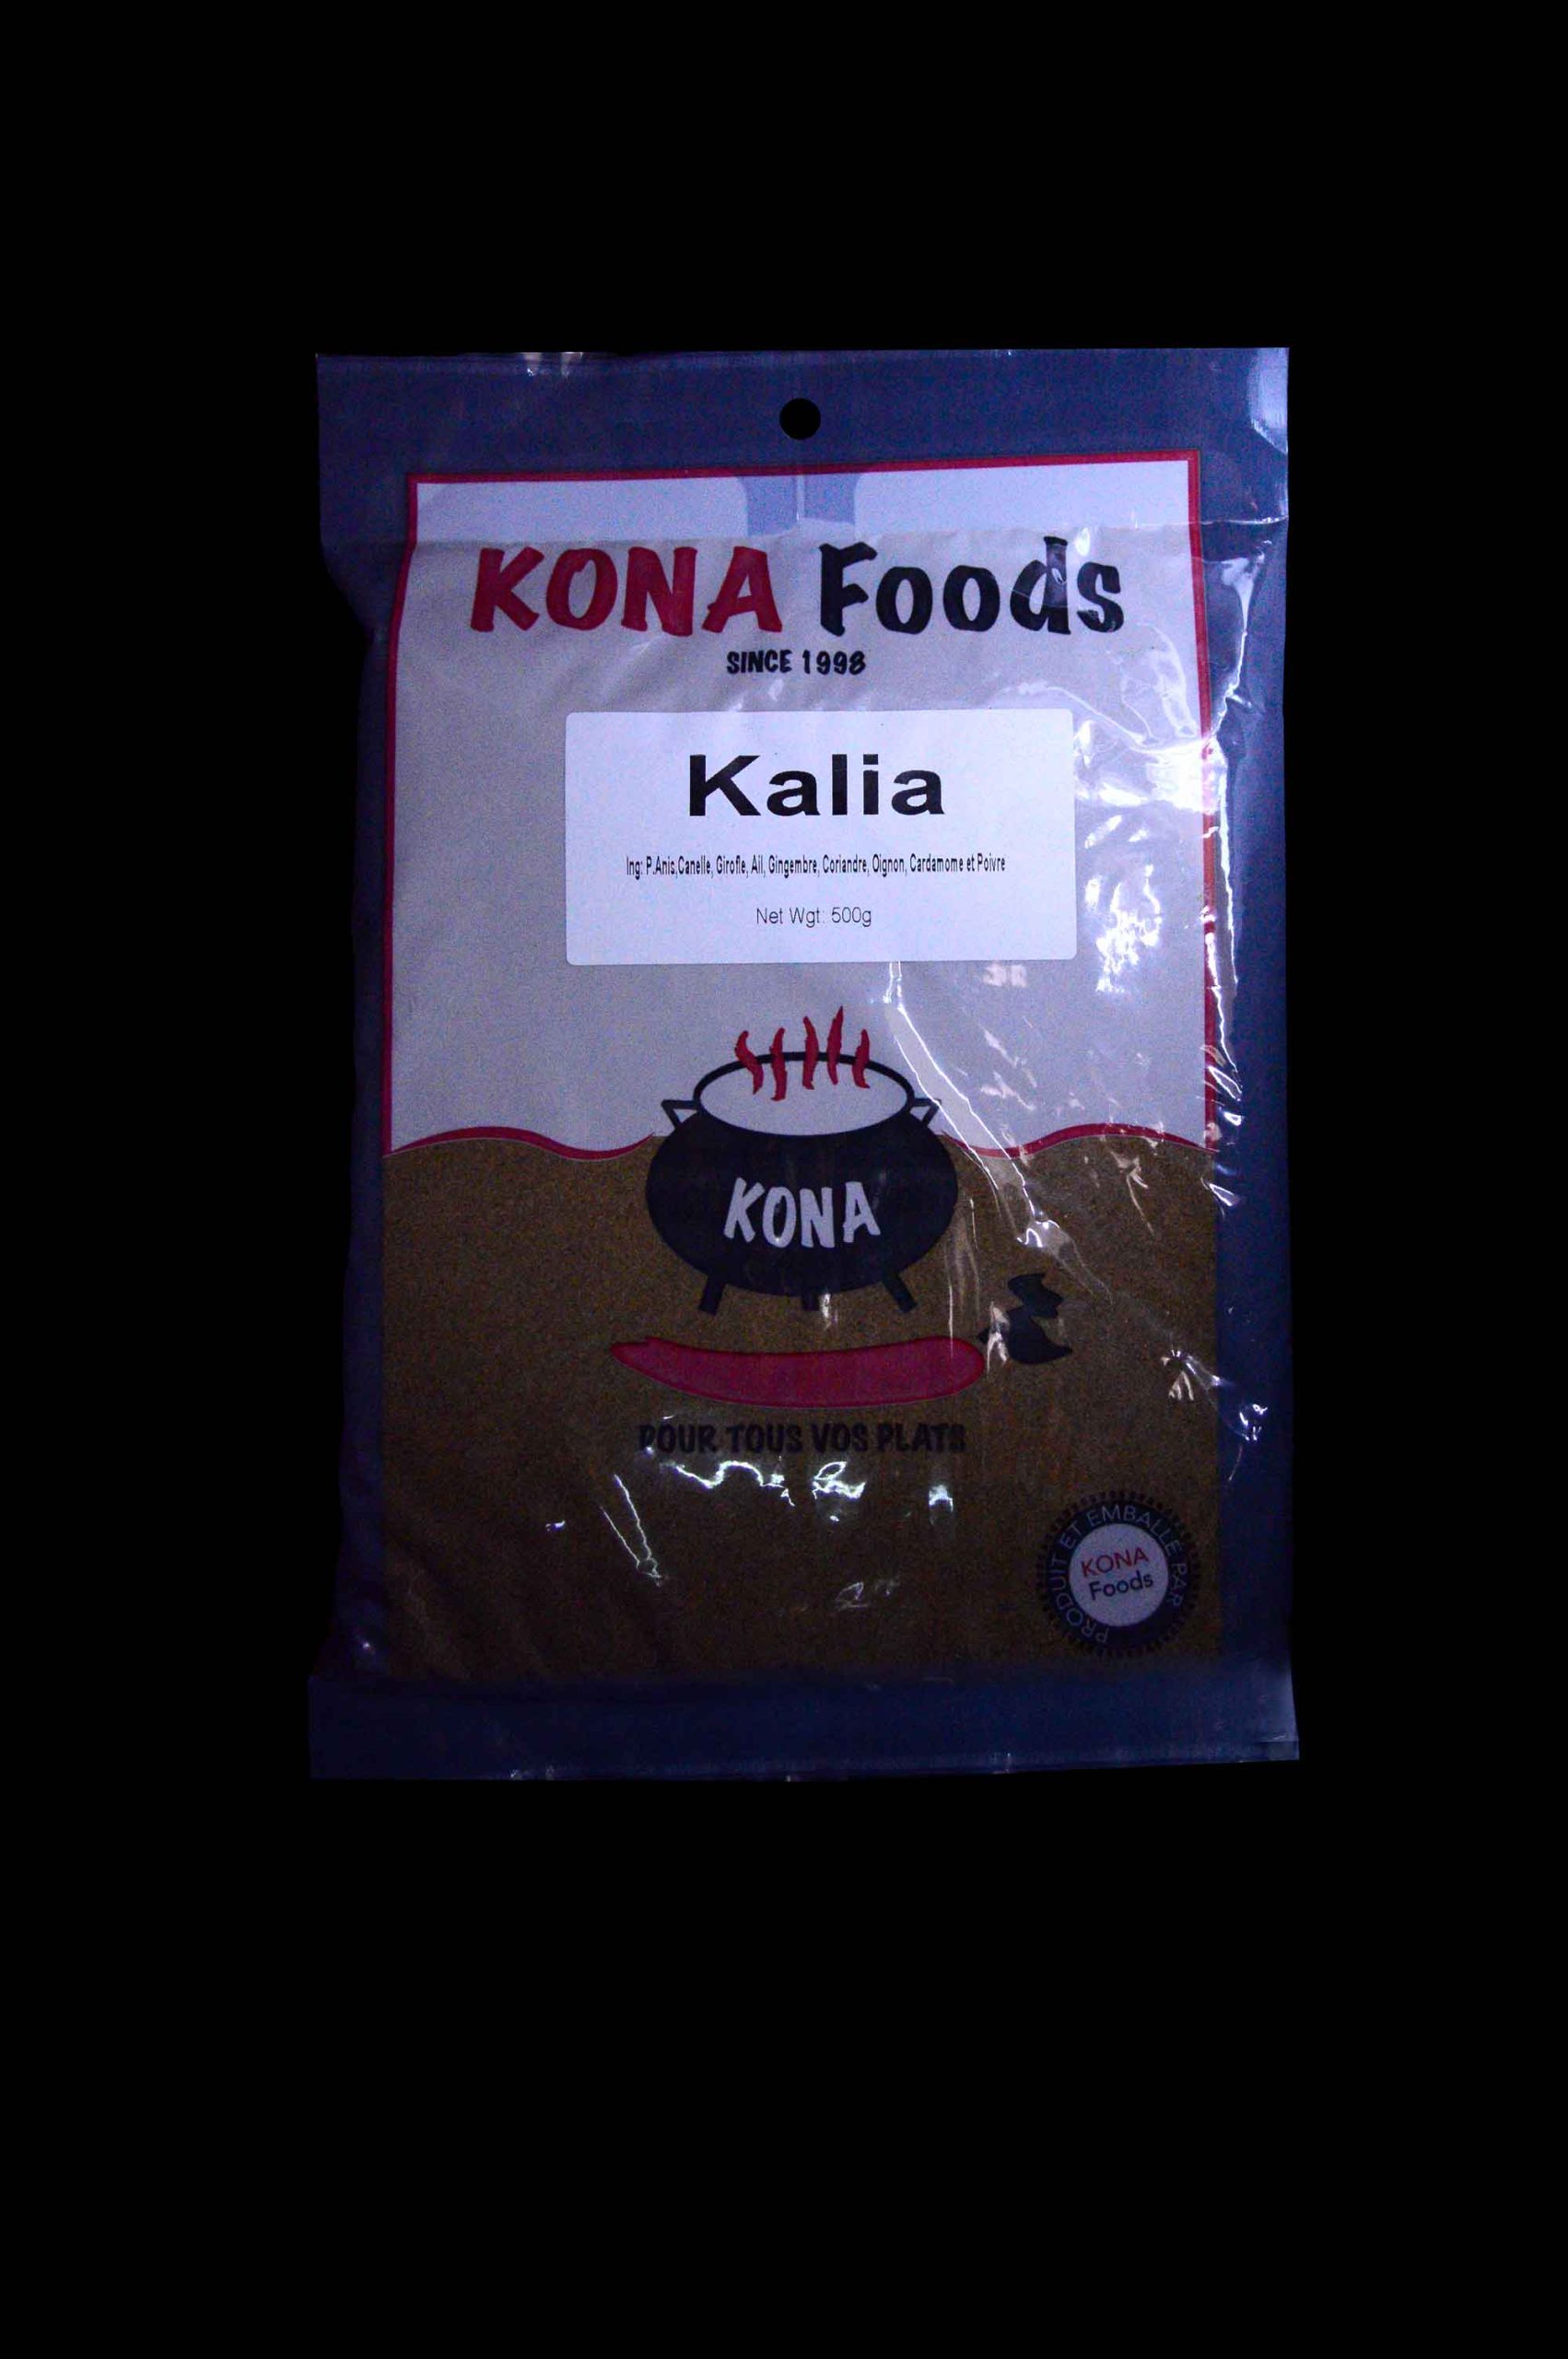 KONA Foods
SINCE 1998
Kalia
Ing: P.Anis,Canelle, Girofle, Ail, Gingembre, Coriandre, Oignon, Cardamome et Poivre
Net Wgt: 500g
KONA
POUR TOUS VOS PLATS
PRODUIT ET EMBALLÉ PAR
KONA
Foods